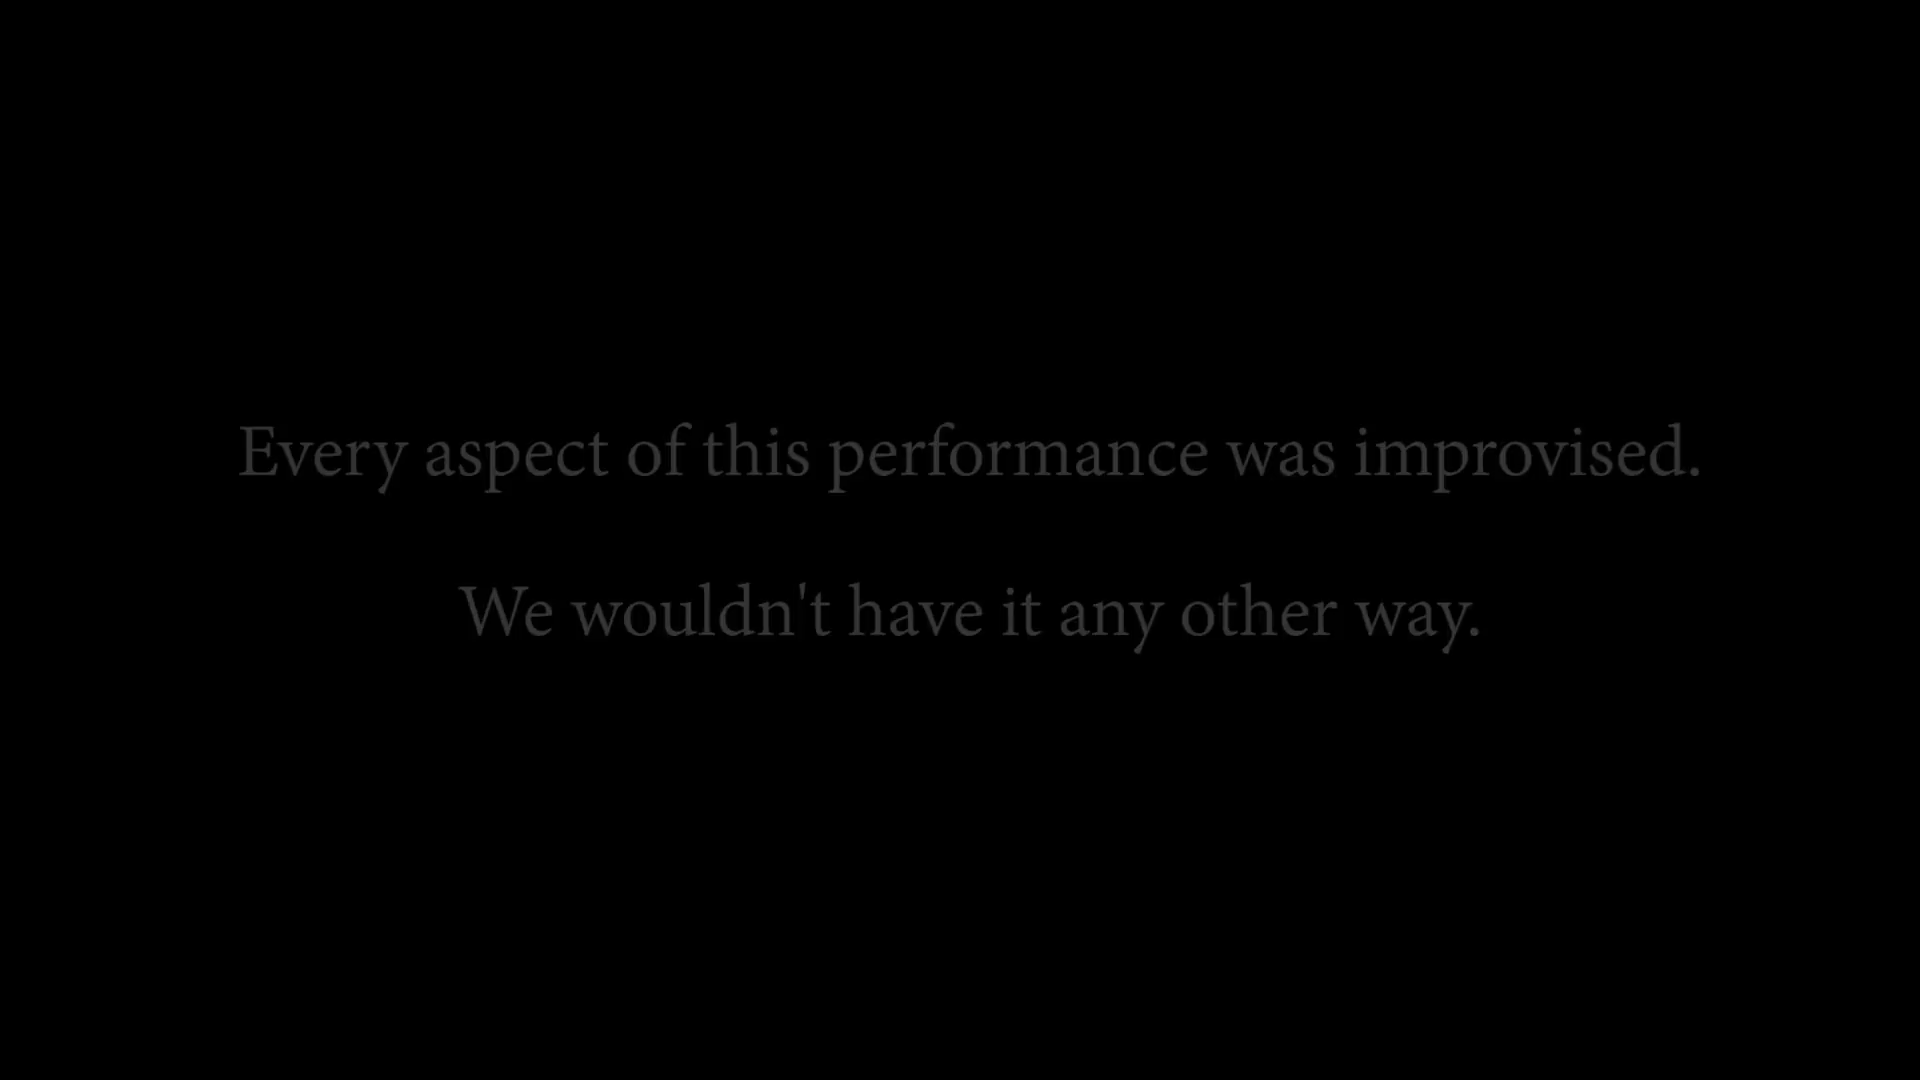 Every aspect of this performance was improvised.
We wouldn't have it any other way.